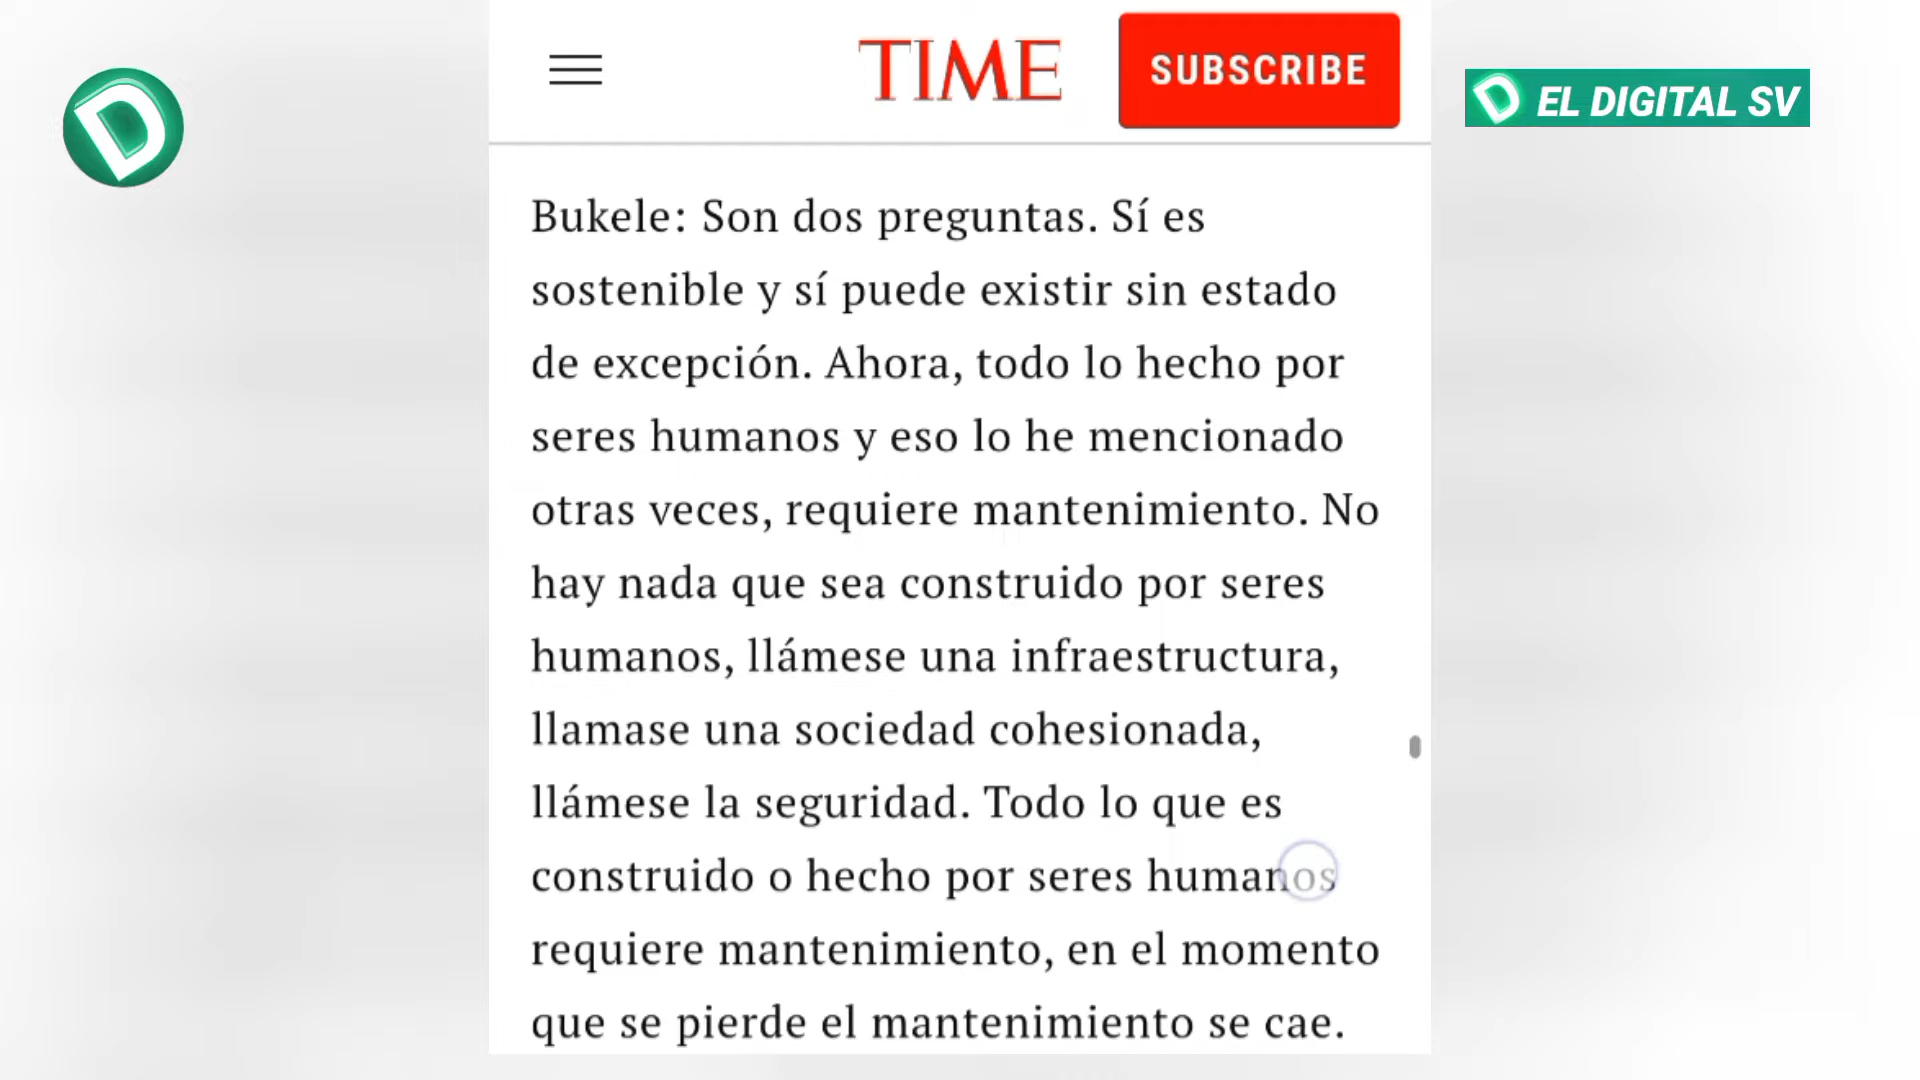 TIME
SUBSCRIBE
EL DIGITAL SV
Bukele: Son dos preguntas. Sí es
sostenible y sí puede existir sin estado
de excepción. Ahora, todo lo hecho por
seres humanos y eso lo he mencionado
otras veces, requiere mantenimiento. No
hay nada que sea construido por seres
humanos, llámese una infraestructura,
llamase una sociedad cohesionada,
llámese la seguridad. Todo lo que es
construido o hecho por seres humanos
requiere mantenimiento, en el momento
que se pierde el mantenimiento se cae.